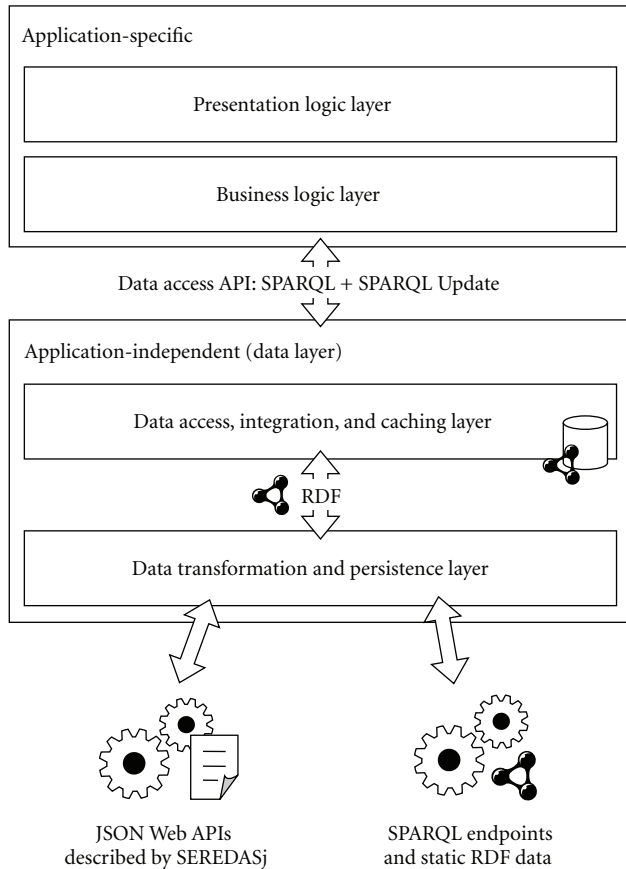 Application-specific
Presentation logic layer
Business logic layer
Data access API: SPARQL + SPARQL Update
Application-independent (data layer)
Data access, integration, and caching layer
RDF
Data transformation and persistence layer
JSON Web APIs
described by SEREDASj
SPARQL endpoints
and static RDF data